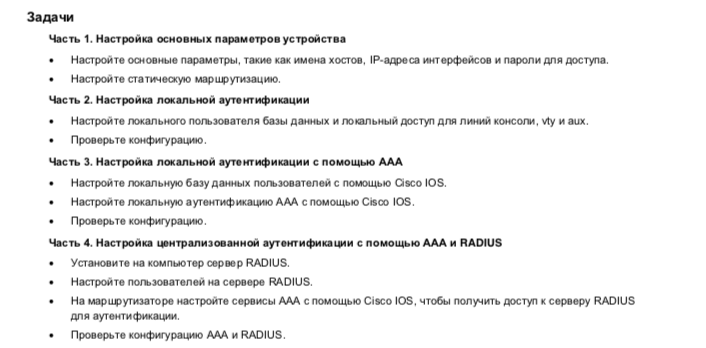 Задачи
Часть 1. Настройка основных параметров устройства
• Настройте основные параметры, такие как имена хостов, IP-адреса интерфейсов и пароли для доступа.
• Настройте статическую маршрутизацию.
Часть 2. Настройка локальной аутентификации
• Настройте локального пользователя базы данных и локальный доступ для линий консоли, vty и aux.
• Проверьте конфигурацию.
Часть 3. Настройка локальной аутентификации с помощью AAA
• Настройте локальную базу данных пользователей с помощью Cisco IOS.
• Настройте локальную аутентификацию AAA с помощью Cisco IOS.
• Проверьте конфигурацию.
Часть 4. Настройка централизованной аутентификации с помощью AAA и RADIUS
• Установите на компьютер сервер RADIUS.
• Настройте пользователей на сервере RADIUS.
• На маршрутизаторе настройте сервисы AAA с помощью Cisco IOS, чтобы получить доступ к серверу RADIUS
для аутентификации.
• Проверьте конфигурацию AAA и RADIUS.